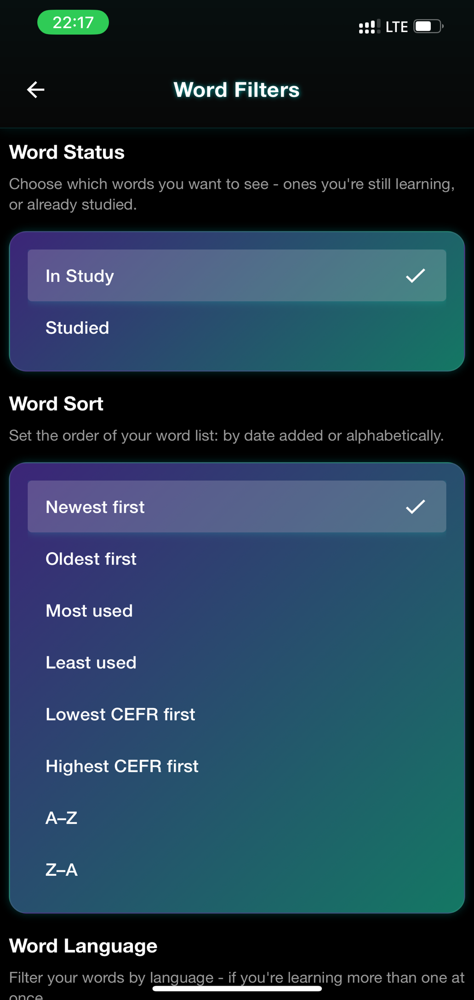 22:17
LTE
Word Filters
Word Status
Choose which words you want to see - ones you're still learning,
or already studied.
In Study
Studied
Word Sort
Set the order of your word list: by date added or alphabetically.
Newest first
Oldest first
Most used
Least used
Lowest CEFR first
Highest CEFR first
A–Z
Z–A
Word Language
Filter your words by language - if you're learning more than one at
once